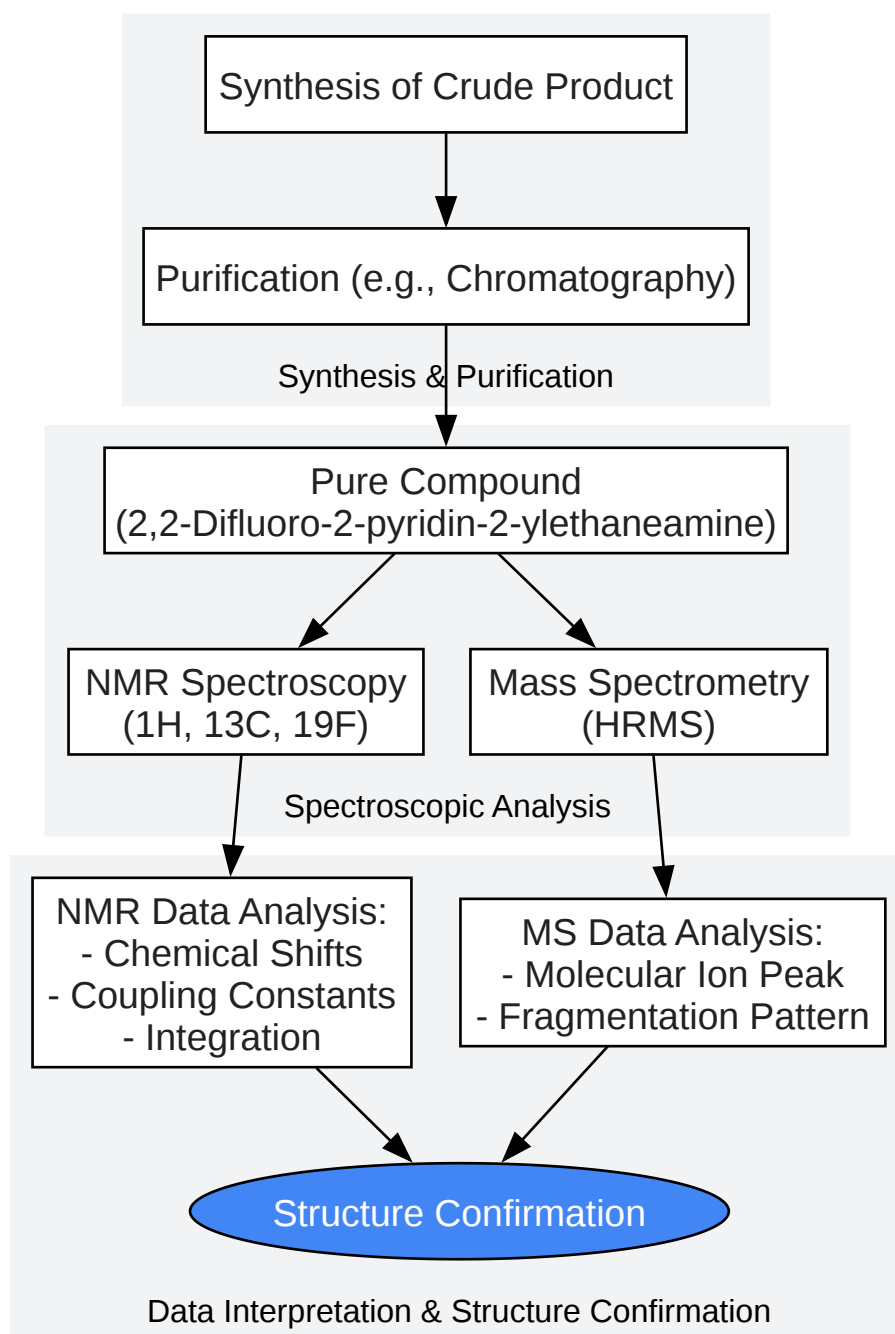 Synthesis of Crude Product
Purification (e.g., Chromatography)
Synthesis & Purification
Pure Compound
(2,2-Difluoro-2-pyridin-2-ylethaneamine)
NMR Spectroscopy
(1H, 13C, 19F)
Mass Spectrometry
(HRMS)
Spectroscopic Analysis
NMR Data Analysis:
- Chemical Shifts
- Coupling Constants
- Integration
MS Data Analysis:
- Molecular Ion Peak
- Fragmentation Pattern
Structure Confirmation
Data Interpretation & Structure Confirmation